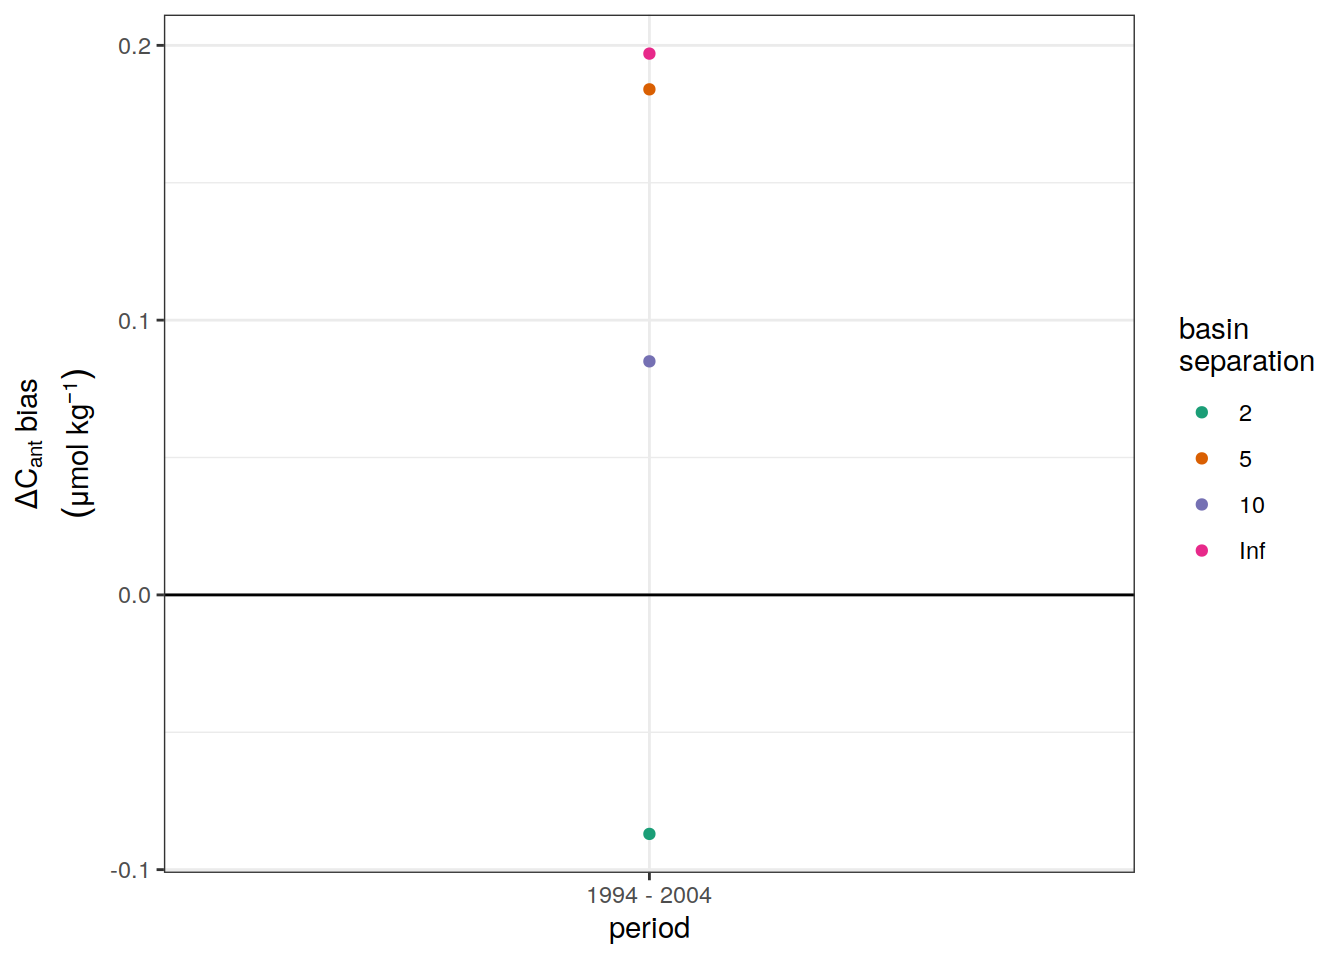 0.2
0.1
0.0
-0.1
ΔCant bias
(μmol kg⁻¹)
1994 - 2004
period
basin
separation
2
5
10
Inf